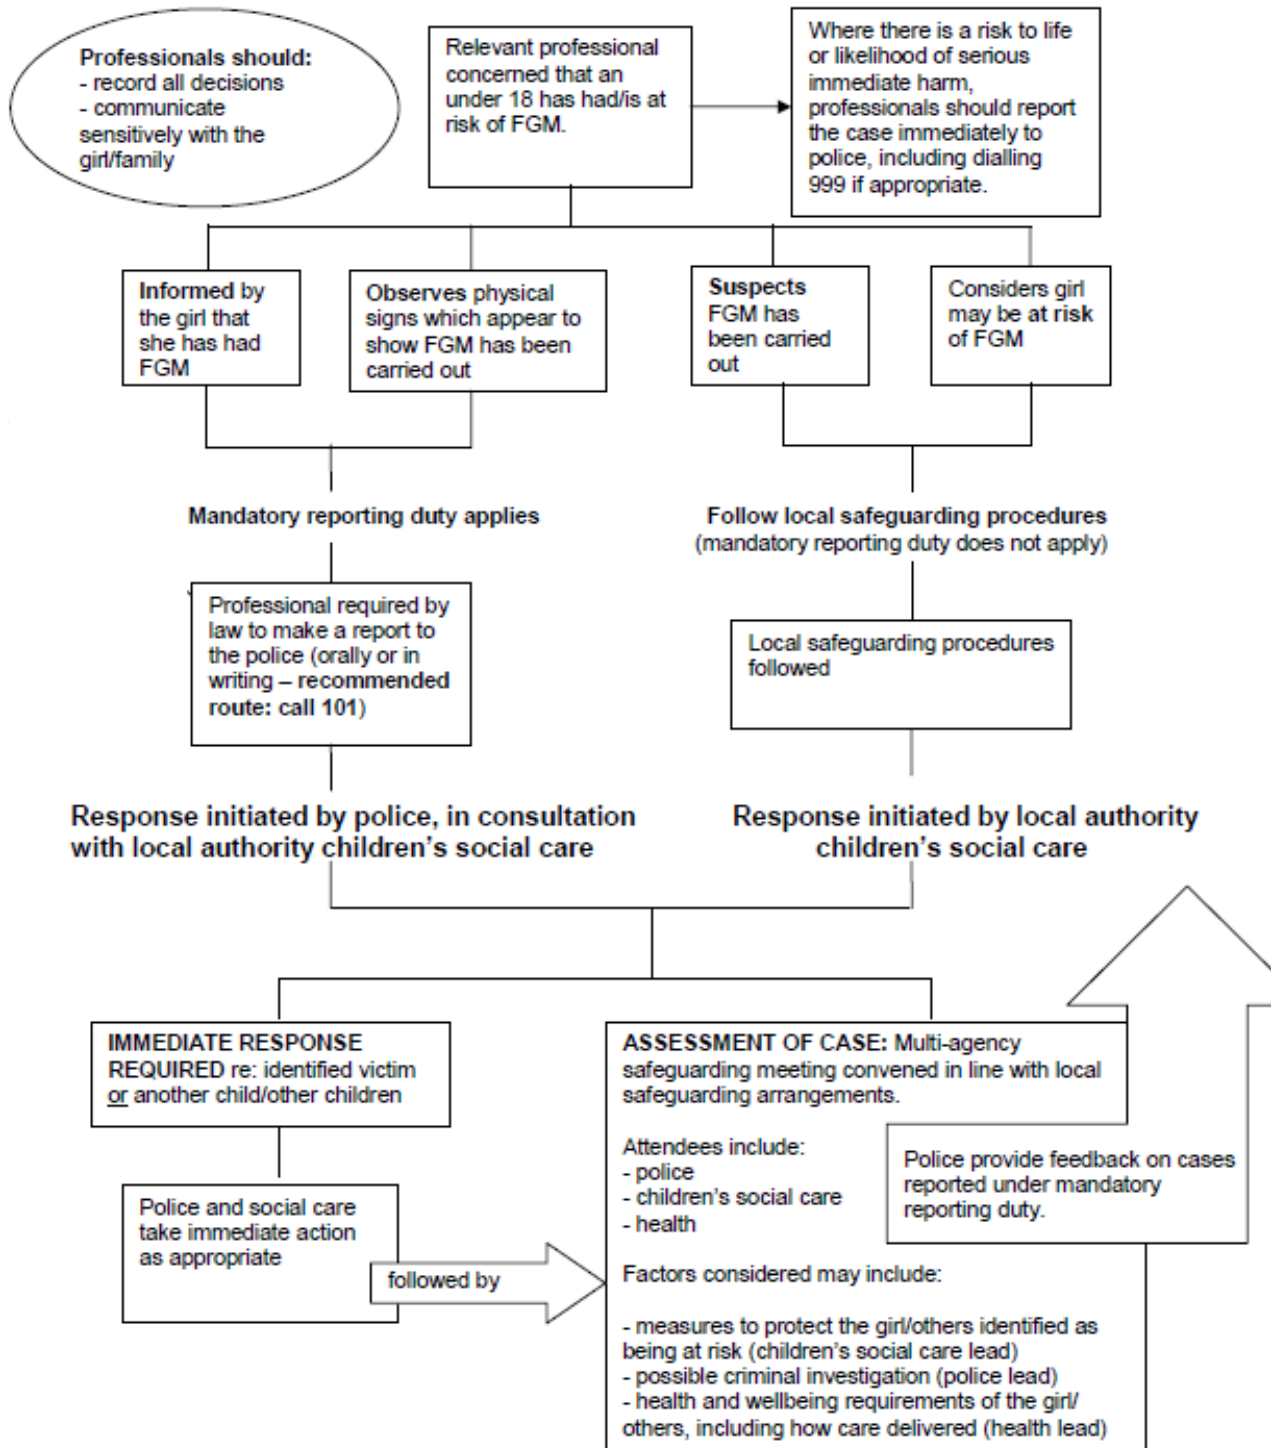 Professionals should:
- record all decisions
- communicate
sensitively with the
girl/family
Relevant professional
concerned that an
under 18 has had/is at
risk of FGM.
Where there is a risk to life
or likelihood of serious
immediate harm,
professionals should report
the case immediately to
police, including dialling
999 if appropriate.
Informed by
the girl that
she has had
FGM
Observes physical
signs which appear to
show FGM has been
carried out
Suspects
FGM has
been carried
out
Considers girl
may be at risk
of FGM
Mandatory reporting duty applies
Follow local safeguarding procedures
(mandatory reporting duty does not apply)
Professional required by
law to make a report to
the police (orally or in
writing – recommended
route: call 101)
Local safeguarding procedures
followed
Response initiated by police, in consultation
with local authority children's social care
Response initiated by local authority
children's social care
IMMEDIATE RESPONSE
REQUIRED re: identified victim
or another child/other children
Police and social care
take immediate action
as appropriate
followed by
ASSESSMENT OF CASE: Multi-agency
safeguarding meeting convened in line with local
safeguarding arrangements.
Attendees include:
- police
- children's social care
- health
Police provide feedback on cases
reported under mandatory
reporting duty.
Factors considered may include:
- measures to protect the girl/others identified as
being at risk (children's social care lead)
- possible criminal investigation (police lead)
- health and wellbeing requirements of the girl/
others, including how care delivered (health lead)